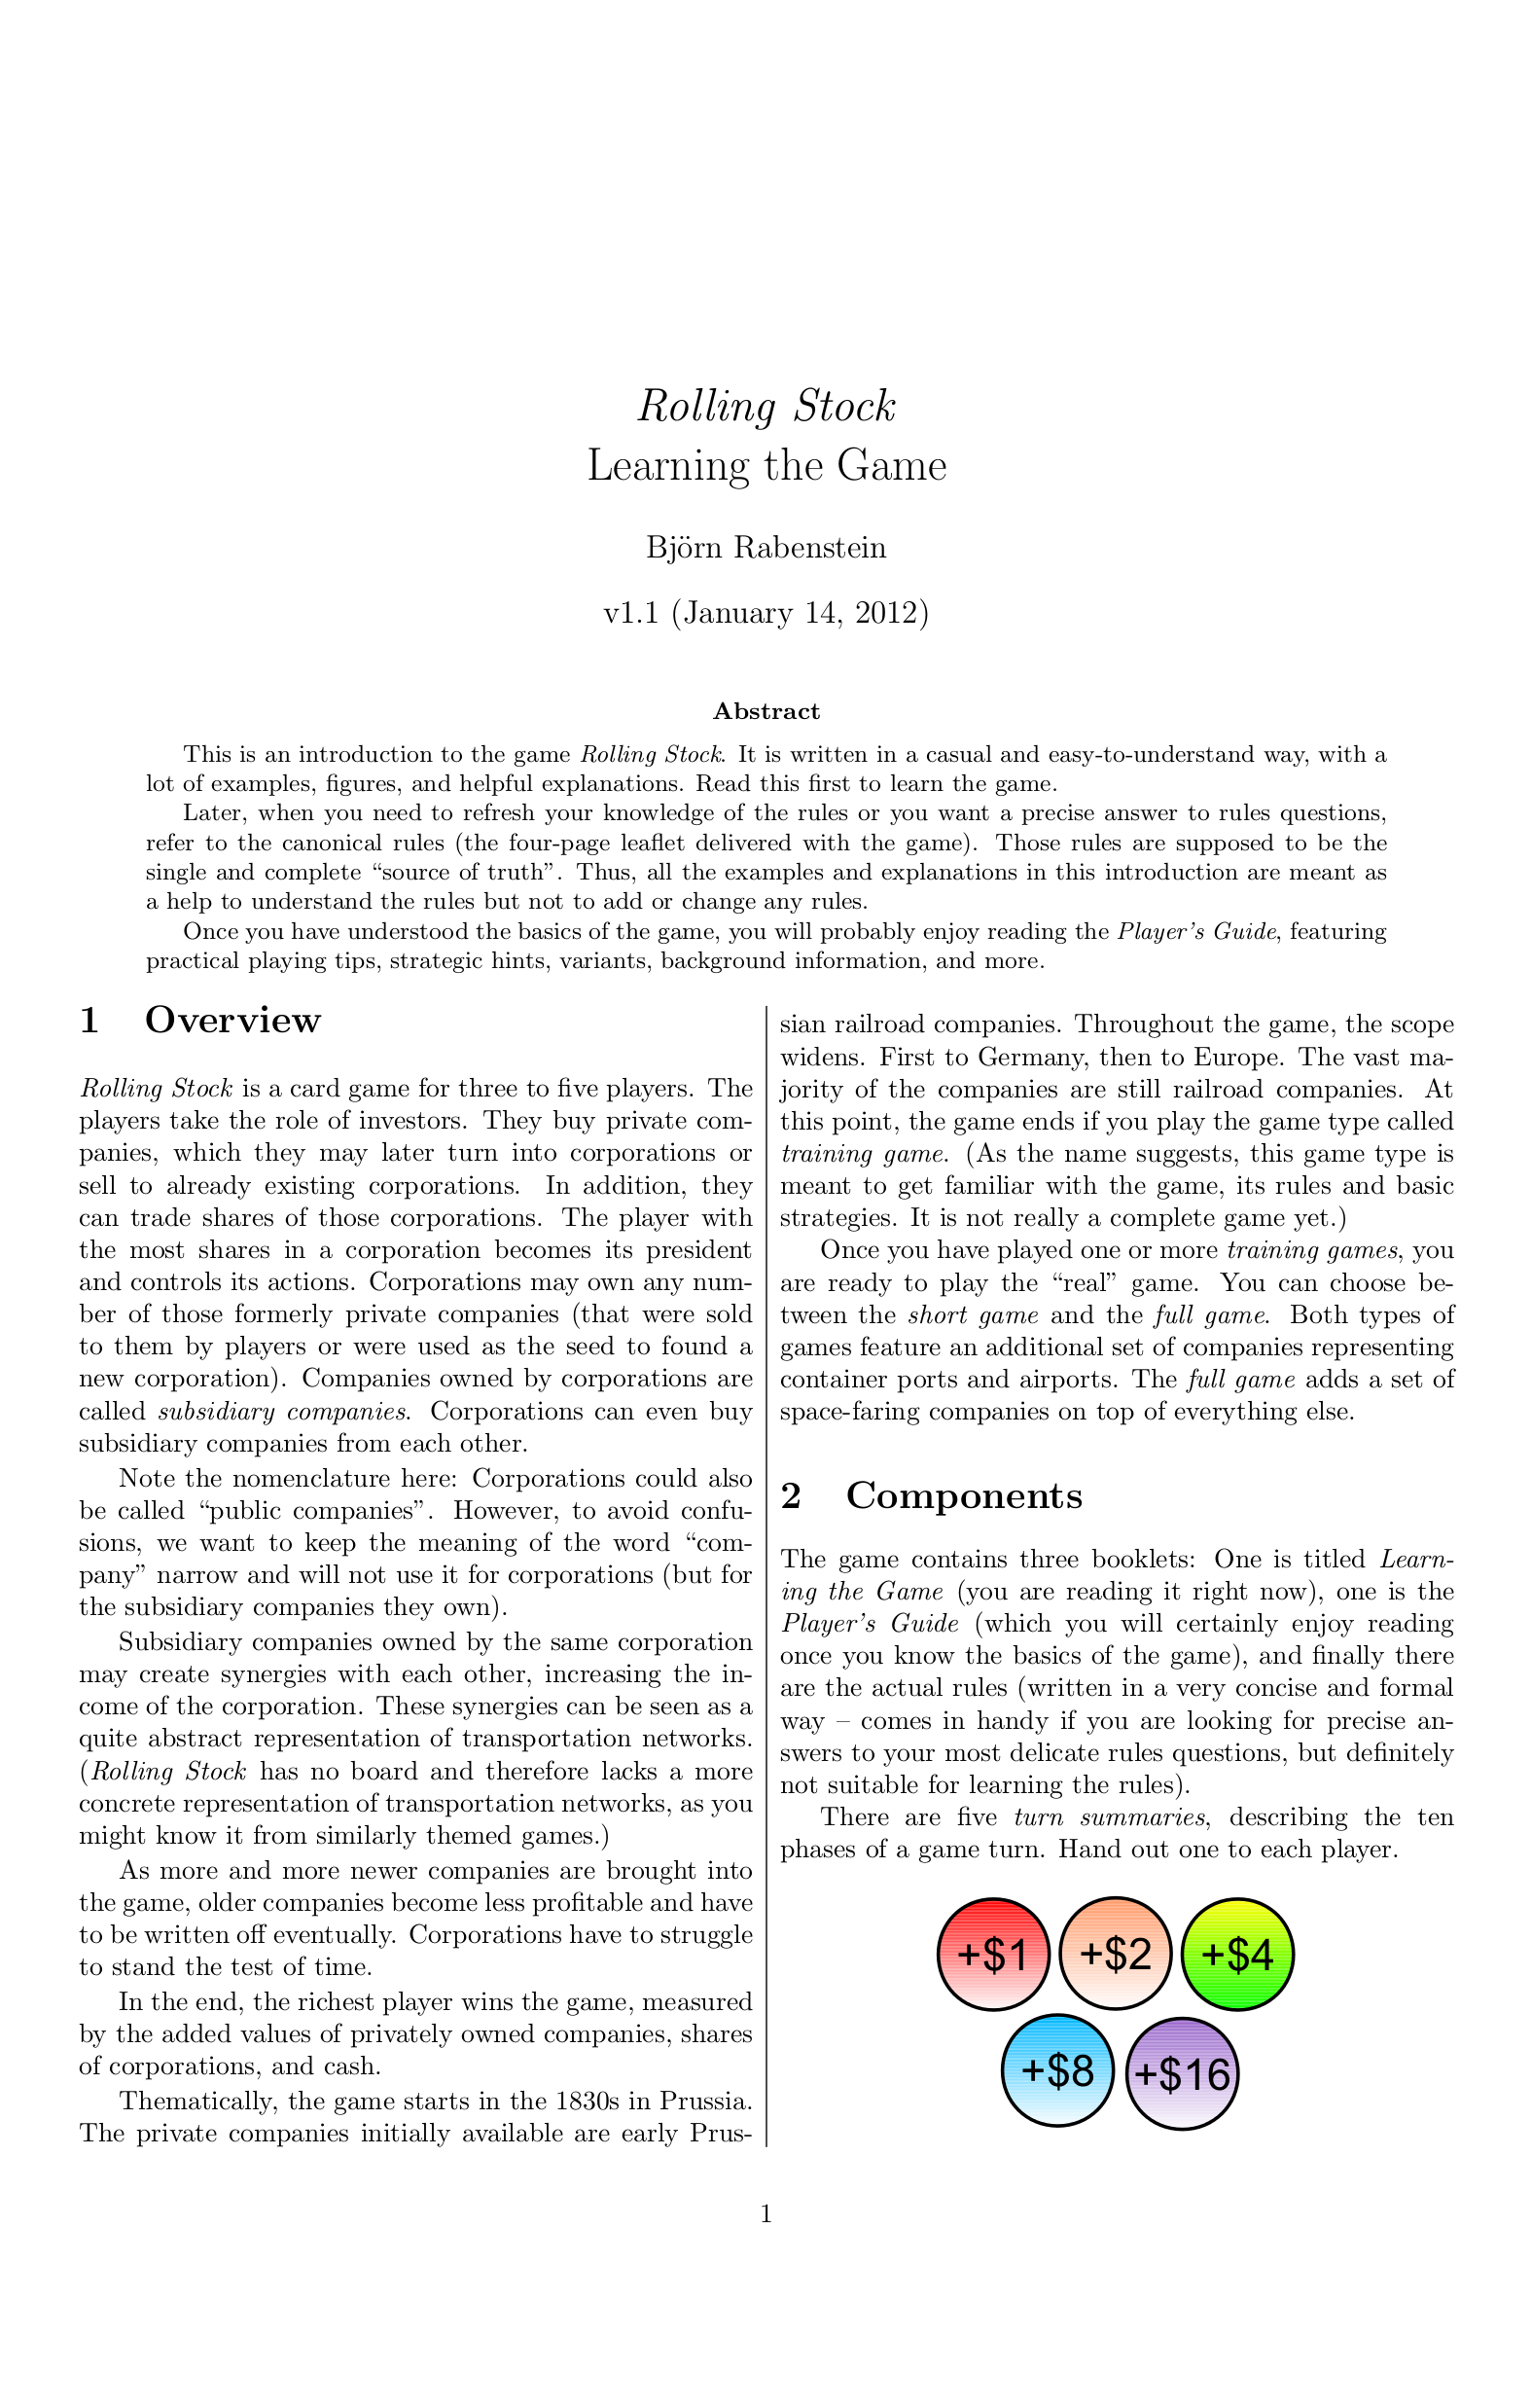 Rolling Stock
Learning the Game
Björn Rabenstein
v1.1 (January 14, 2012)
Abstract
This is an introduction to the game Rolling Stock. It is written in a casual and easy-to-understand way, with a
lot of examples, figures, and helpful explanations. Read this first to learn the game.
Later, when you need to refresh your knowledge of the rules or you want a precise answer to rules questions,
refer to the canonical rules (the four-page leaflet delivered with the game). Those rules are supposed to be the
single and complete “source of truth”. Thus, all the examples and explanations in this introduction are meant as
a help to understand the rules but not to add or change any rules.
Once you have understood the basics of the game, you will probably enjoy reading the Player’s Guide, featuring
practical playing tips, strategic hints, variants, background information, and more.
1 Overview
Rolling Stock is a card game for three to five players. The
players take the role of investors. They buy private com-
panies, which they may later turn into corporations or
sell to already existing corporations. In addition, they
can trade shares of those corporations. The player with
the most shares in a corporation becomes its president
and controls its actions. Corporations may own any num-
ber of those formerly private companies (that were sold
to them by players or were used as the seed to found a
new corporation). Companies owned by corporations are
called subsidiary companies. Corporations can even buy
subsidiary companies from each other.
Note the nomenclature here: Corporations could also
be called “public companies”. However, to avoid confu-
sions, we want to keep the meaning of the word “com-
pany” narrow and will not use it for corporations (but for
the subsidiary companies they own).
Subsidiary companies owned by the same corporation
may create synergies with each other, increasing the in-
come of the corporation. These synergies can be seen as a
quite abstract representation of transportation networks.
(Rolling Stock has no board and therefore lacks a more
concrete representation of transportation networks, as you
might know it from similarly themed games.)
As more and more newer companies are brought into
the game, older companies become less profitable and have
to be written off eventually. Corporations have to struggle
to stand the test of time.
In the end, the richest player wins the game, measured
by the added values of privately owned companies, shares
of corporations, and cash.
Thematically, the game starts in the 1830s in Prussia.
The private companies initially available are early Prus-
sian railroad companies. Throughout the game, the scope
widens. First to Germany, then to Europe. The vast ma-
jority of the companies are still railroad companies. At
this point, the game ends if you play the game type called
training game. (As the name suggests, this game type is
meant to get familiar with the game, its rules and basic
strategies. It is not really a complete game yet.)
Once you have played one or more training games, you
are ready to play the “real” game. You can choose be-
tween the short game and the full game. Both types of
games feature an additional set of companies representing
container ports and airports. The full game adds a set of
space-faring companies on top of everything else.
2 Components
The game contains three booklets: One is titled Learn-
ing the Game (you are reading it right now), one is the
Player’s Guide (which you will certainly enjoy reading
once you know the basics of the game), and finally there
are the actual rules (written in a very concise and formal
way – comes in handy if you are looking for precise an-
swers to your most delicate rules questions, but definitely
not suitable for learning the rules).
There are five turn summaries, describing the ten
phases of a game turn. Hand out one to each player.
+$1 +$2 +$4
+$8 +$16
1